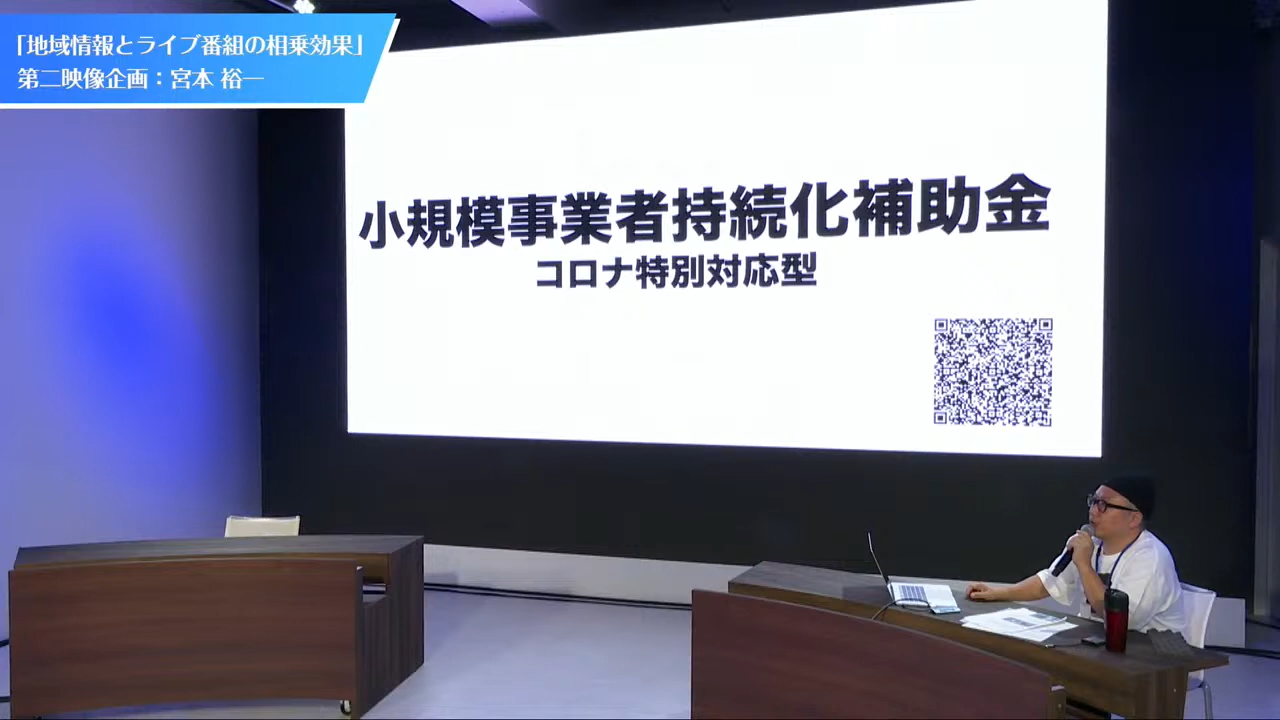 「地域情報とライブ番組の相乗効果」
第二映像企画：宮本 裕一
小規模事業者持続化補助金
コロナ特別対応型